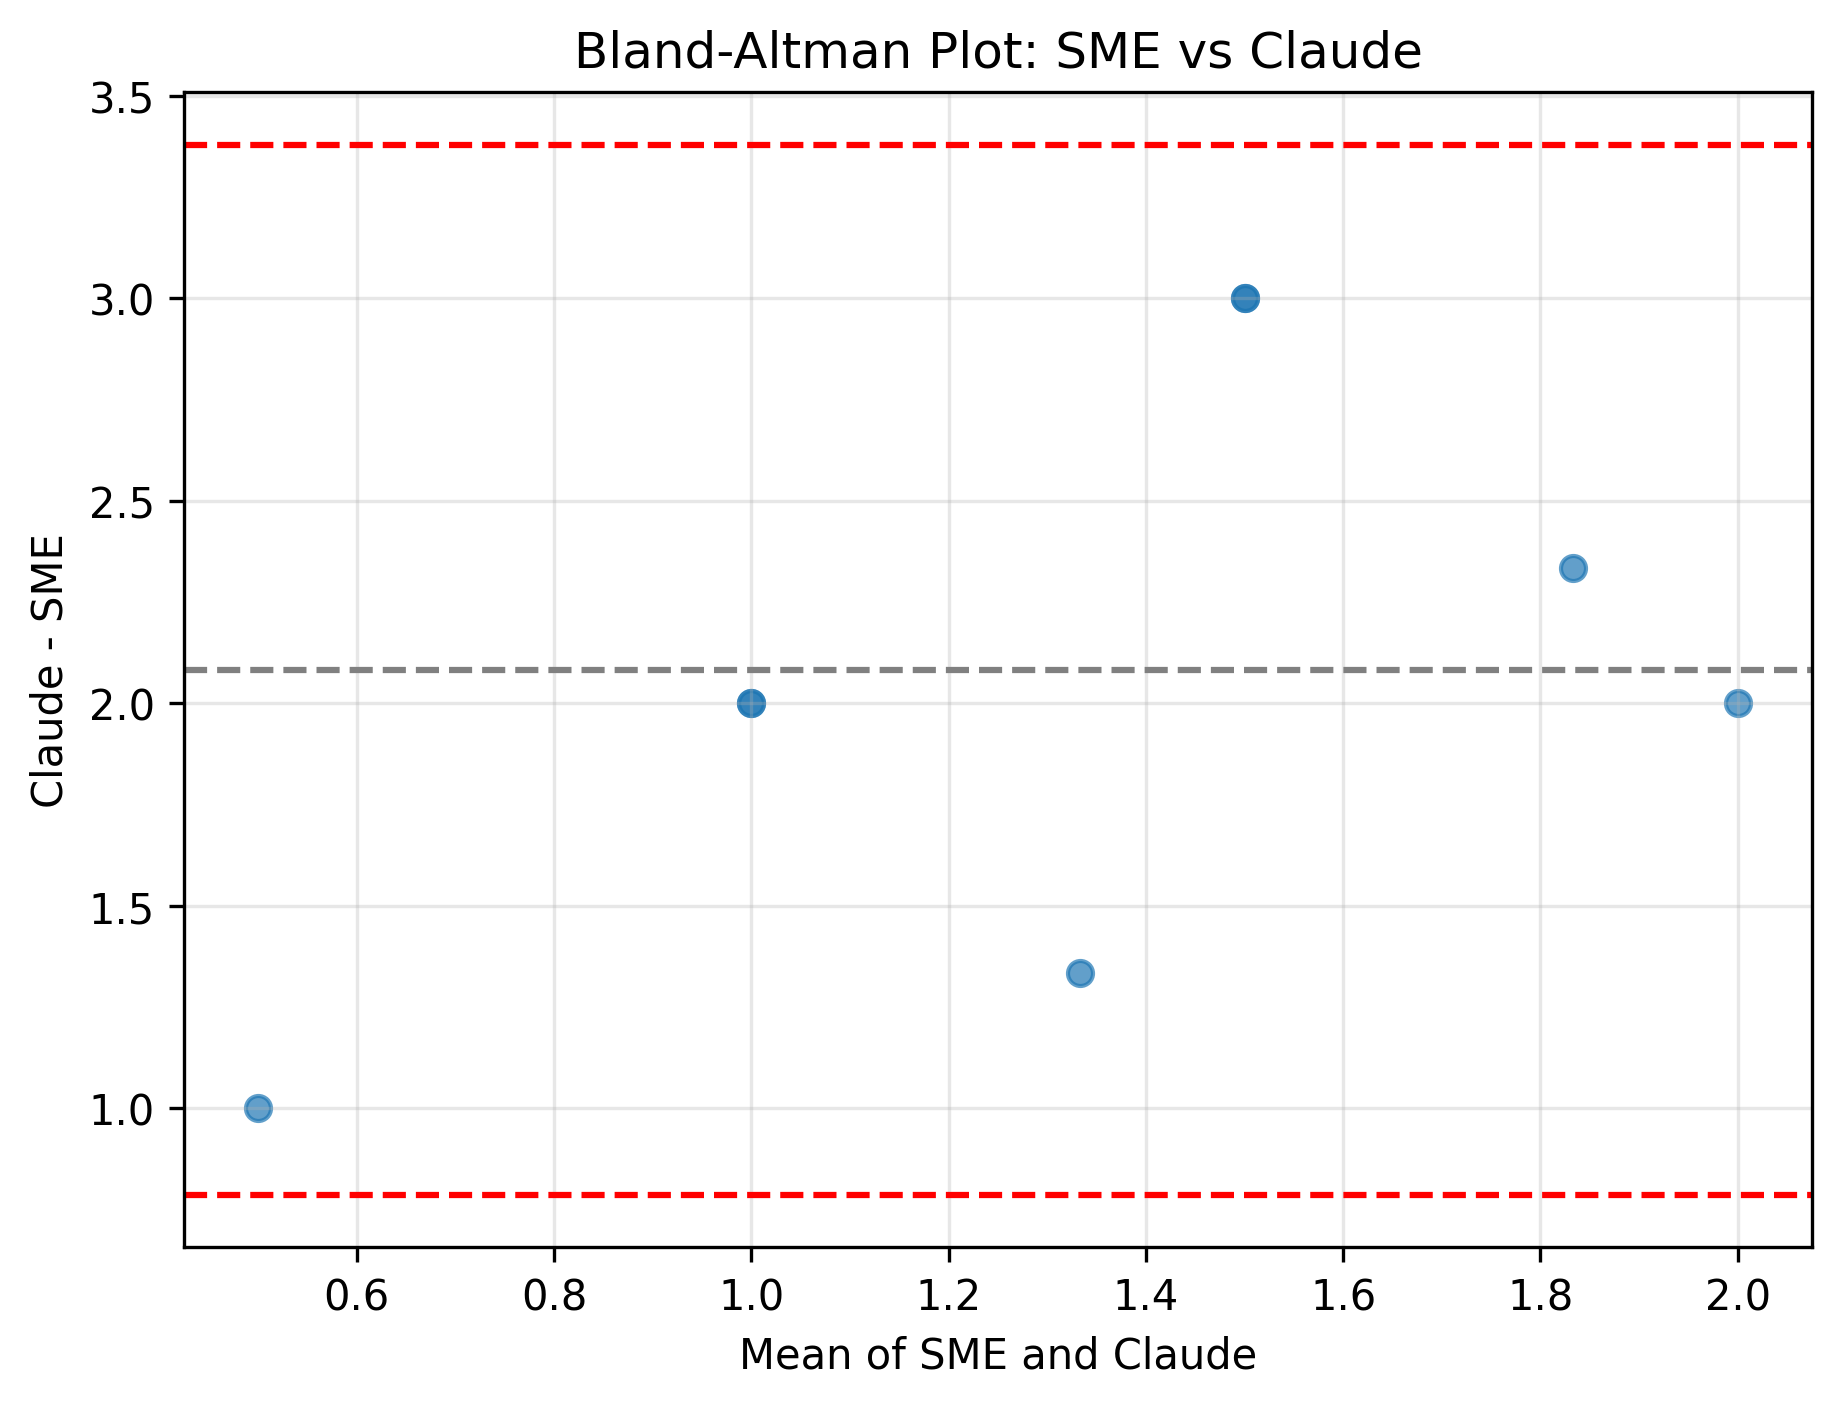 Bland-Altman Plot: SME vs Claude
3.5
3.0
2.5
2.0
1.5
1.0
Claude - SME
0.6 0.8 1.0 1.2 1.4 1.6 1.8 2.0
Mean of SME and Claude